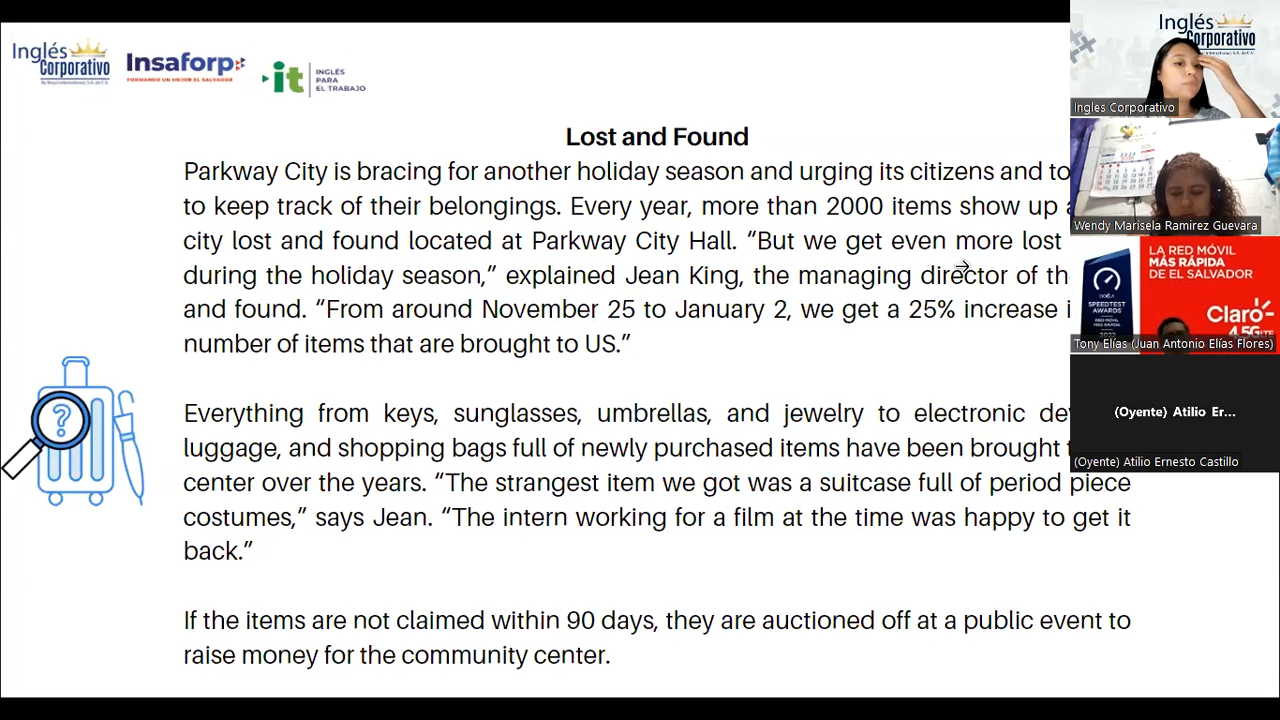 Inglés
Corporativo
Insaforp
FORMANDO UN MEJOR EL SALVADOR
it
INGLÉS
PARA
EL TRABAJO
Lost and Found
Parkway City is bracing for another holiday season and urging its citizens and to
to keep track of their belongings. Every year, more than 2000 items show up
city lost and found located at Parkway City Hall. “But we get even more lost
during the holiday season,” explained Jean King, the managing director of th
and found. “From around November 25 to January 2, we get a 25% increase i
number of items that are brought to US.”
Everything from keys, sunglasses, umbrellas, and jewelry to electronic de
luggage, and shopping bags full of newly purchased items have been brought
center over the years. “The strangest item we got was a suitcase full of period piece
costumes,” says Jean. “The intern working for a film at the time was happy to get it
back.”
If the items are not claimed within 90 days, they are auctioned off at a public event to
raise money for the community center.
?
Inglés
Corporativo
Ingles Corporativo
Wendy Marisela Ramirez Guevara
SPEEDTEST
AWARDS
LA RED MÓVIL
MÁS RÁPIDA
DE EL SALVADOR
Claro
4.5G LTE
Tony Elías (Juan Antonio Elías Flores)
(Oyente) Atilio Er...
(Oyente) Atilio Ernesto Castillo